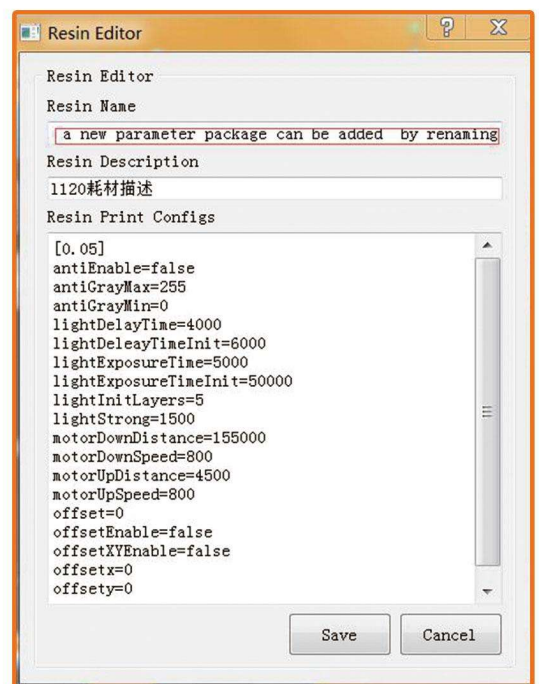 Resin Editor
Resin Editor
Resin Name
a new parameter package can be added by renaming
Resin Description
1120耗材描述
Resin Print Configs
[0.05]
antiEnable=false
antiGrayMax=255
antiGrayMin=0
lightDelayTime=4000
lightDeleayTimeInit=6000
lightExposureTime=5000
lightExposureTimeInit=50000
lightInitLayers=5
lightStrong=1500
motorDownDistance=155000
motorDownSpeed=800
motorUpDistance=4500
motorUpSpeed=800
offset=0
offsetEnable=false
offsetXYEnable=false
offsetx=0
offsety=0
Save Cancel